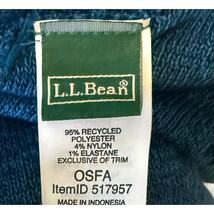 L.L.Bean
95% RECYCLED
POLYESTER
4% NYLON
1% ELASTANE
EXCLUSIVE OF TRIM
OSFA
ItemID 517957
MADE IN INDONESIA